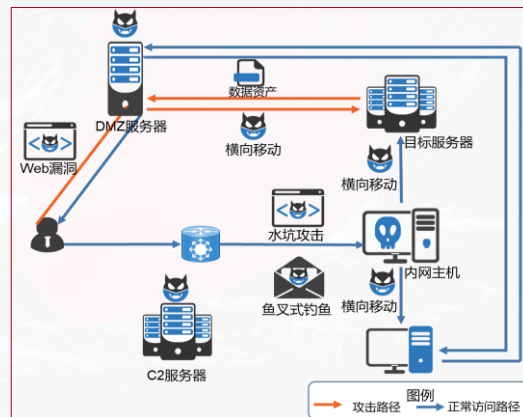 数据资产
DMZ服务器
横向移动
目标服务器
Web漏洞
横向移动
水坑攻击
内网主机
鱼叉式钓鱼
横向移动
C2服务器
图例
攻击路径
正常访问路径